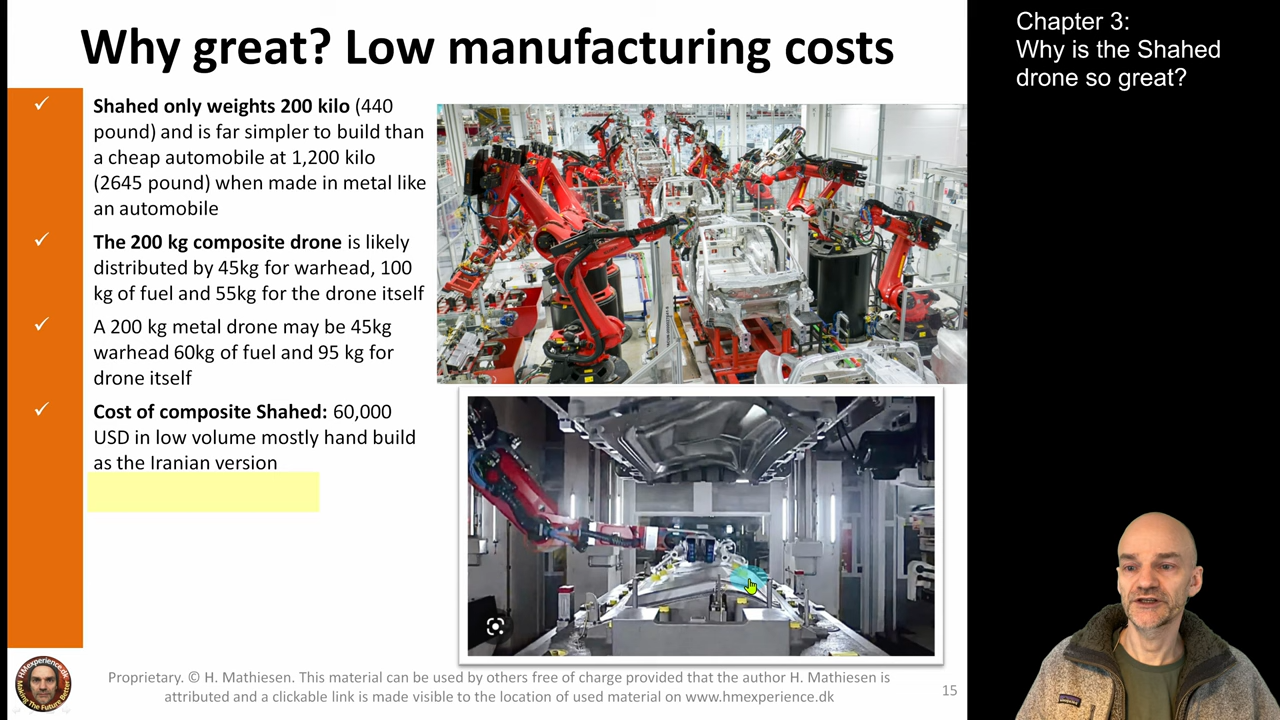 Why great? Low manufacturing costs
Chapter 3:
Why is the Shahed
drone so great?
✓ Shahed only weights 200 kilo (440
pound) and is far simpler to build than
a cheap automobile at 1,200 kilo
(2645 pound) when made in metal like
an automobile
✓ The 200 kg composite drone is likely
distributed by 45kg for warhead, 100
kg of fuel and 55kg for the drone itself
✓ A 200 kg metal drone may be 45kg
warhead 60kg of fuel and 95 kg for
drone itself
✓ Cost of composite Shahed: 60,000
USD in low volume mostly hand build
as the Iranian version
HMexperience.dk
Making The Future Better
Proprietary. © H. Mathiesen. This material can be used by others free of charge provided that the author H. Mathiesen is
attributed and a clickable link is made visible to the location of used material on www.hmexperience.dk
15